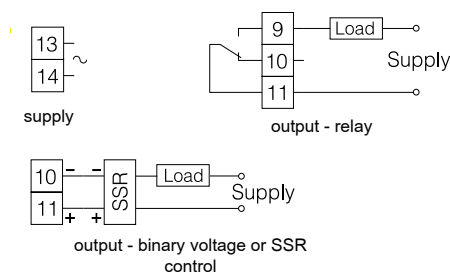 13
14
supply
9
10
11
Load
Supply
output - relay
10
11
- -
+ +
SSR
Load
Supply
output - binary voltage or SSR
control